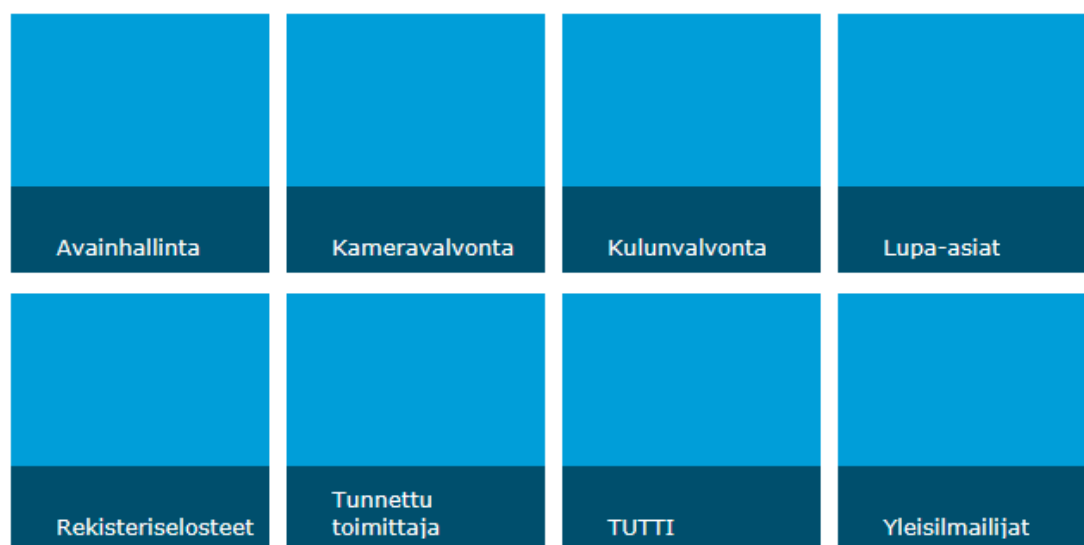 Avainhallinta
Kameravalvonta
Kulunvalvonta
Lupa-asiat
Rekisteriselosteet
Tunnettu
toimittaja
TUTTI
Yleisilmailijat